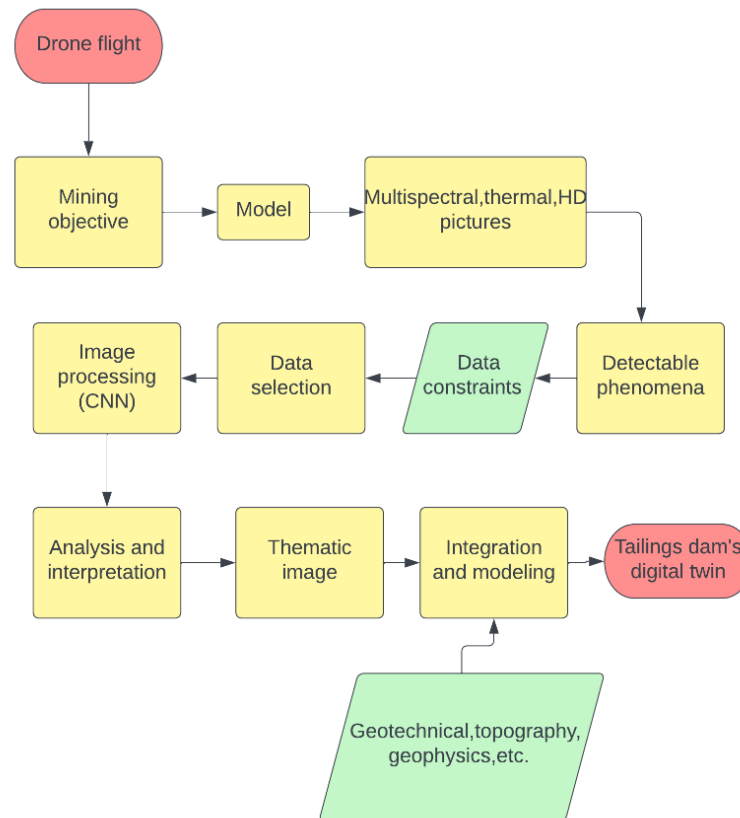 Drone flight
Mining
objective
Model
Multispectral,thermal,HD
pictures
Detectable
phenomena
Data
constraints
Data
selection
Image
processing
(CNN)
Analysis and
interpretation
Thematic
image
Integration
and modeling
Tailings dam's
digital twin
Geotechnical,topography,
geophysics,etc.